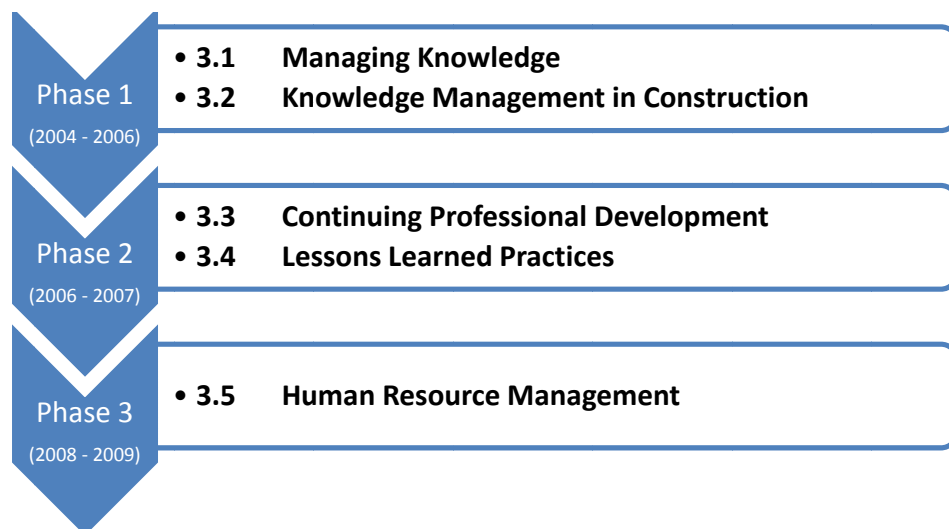 Phase 1
(2004 - 2006)
• 3.1 Managing Knowledge
• 3.2 Knowledge Management in Construction
Phase 2
(2006 - 2007)
• 3.3 Continuing Professional Development
• 3.4 Lessons Learned Practices
Phase 3
(2008 - 2009)
• 3.5 Human Resource Management